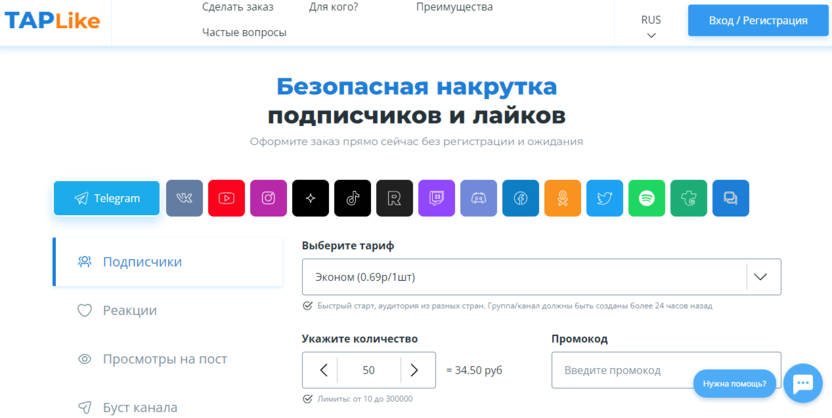 TAPLike
Сделать заказ
Для кого?
Преимущества
Частые вопросы
RUS
Вход / Регистрация
Безопасная накрутка
подписчиков и лайков
Оформите заказ прямо сейчас без регистрации и ожидания
Telegram
Подписчики
Реакции
Просмотры на пост
Буст канала
Выберите тариф
Эконом (0.69р/1шт)
Быстрый старт, аудитория из разных стран. Группа/канал должны быть созданы более 24 часов назад
Укажите количество
50
= 34.50 руб
Лимиты: от 10 до 300000
Промокод
Введите промокод
Нужна помощь?